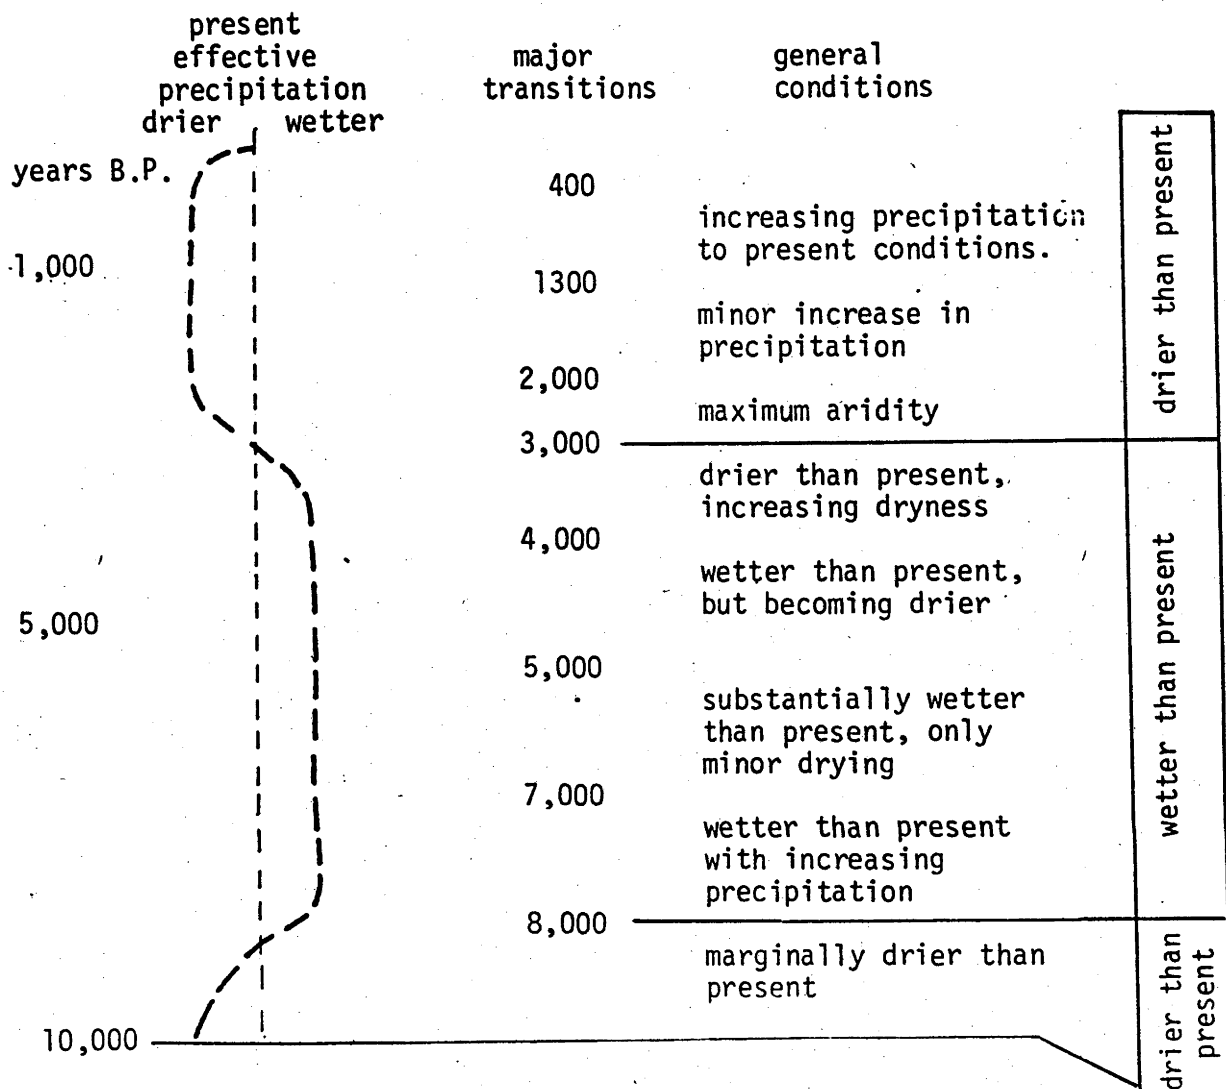 present
effective
precipitation
drier wetter
major
transitions
general
conditions
years B.P.
1,000
5,000
10,000
400
increasing precipitation
to present conditions.
1300
minor increase in
precipitation
2,000
maximum aridity
3,000
drier than present,
increasing dryness
4,000
wetter than present,
but becoming drier
5,000
substantially wetter
than present, only
minor drying
7,000
wetter than present
with increasing
precipitation
8,000
marginally drier than
present
drier than present
wetter than present
drier than
present